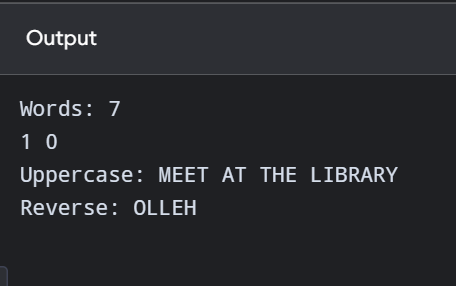 Output
Words: 7
1 0
Uppercase: MEET AT THE LIBRARY
Reverse: OLLEH